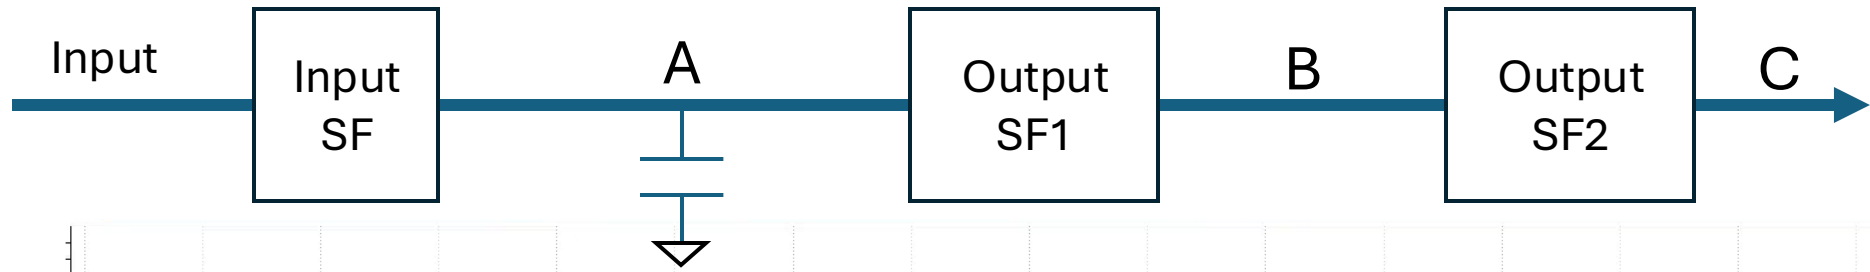 Input
Input
SF
A
Output
SF1
B
Output
SF2
C